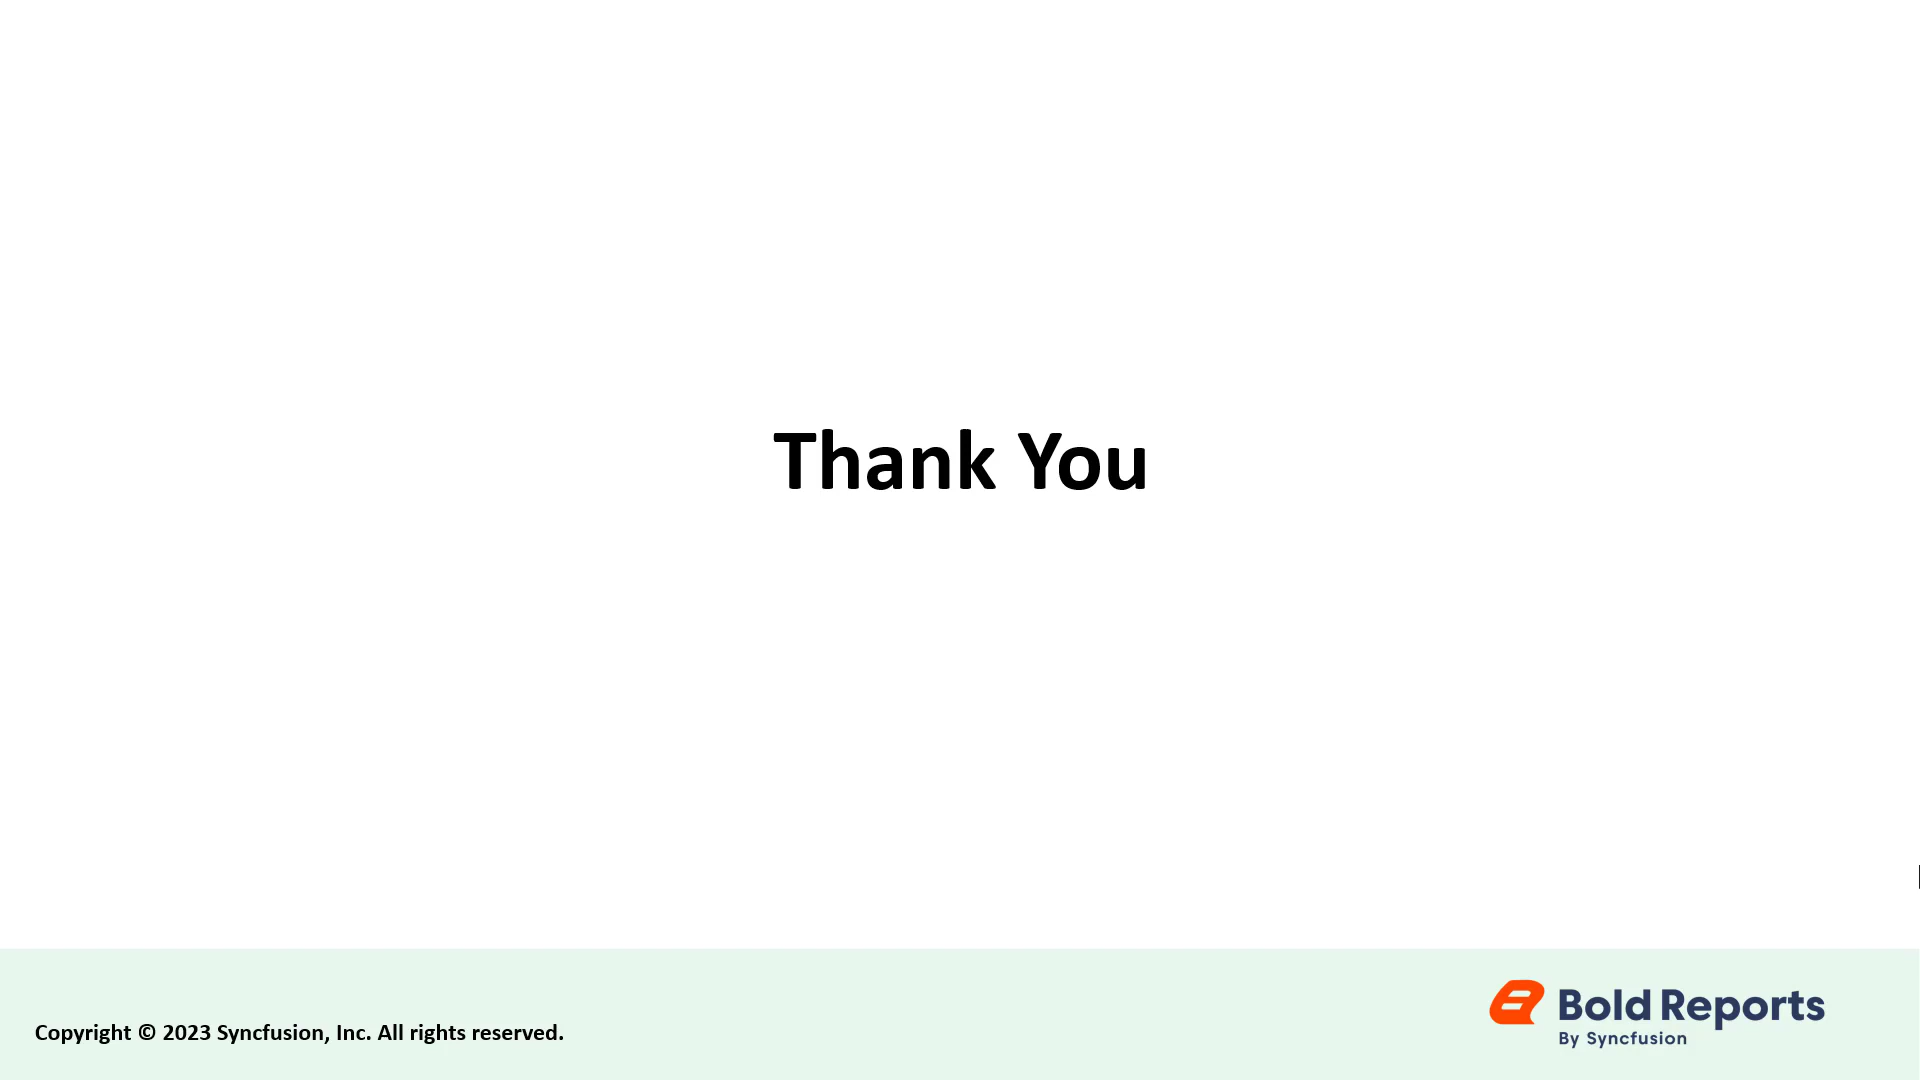 Thank You
Copyright © 2023 Syncfusion, Inc. All rights reserved.
Bold Reports
By Syncfusion